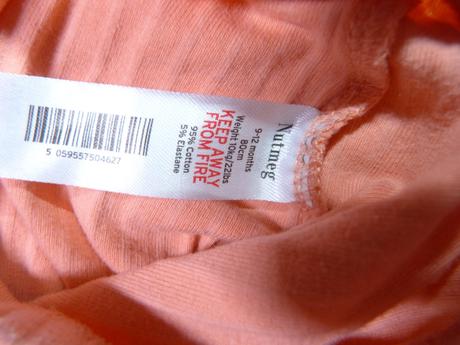 Nutmeg
9-12 months
80cm
Weight 10kg/22lbs
KEEP AWAY
FROM FIRE
95% Cotton
5% Elastane
5 059557504627